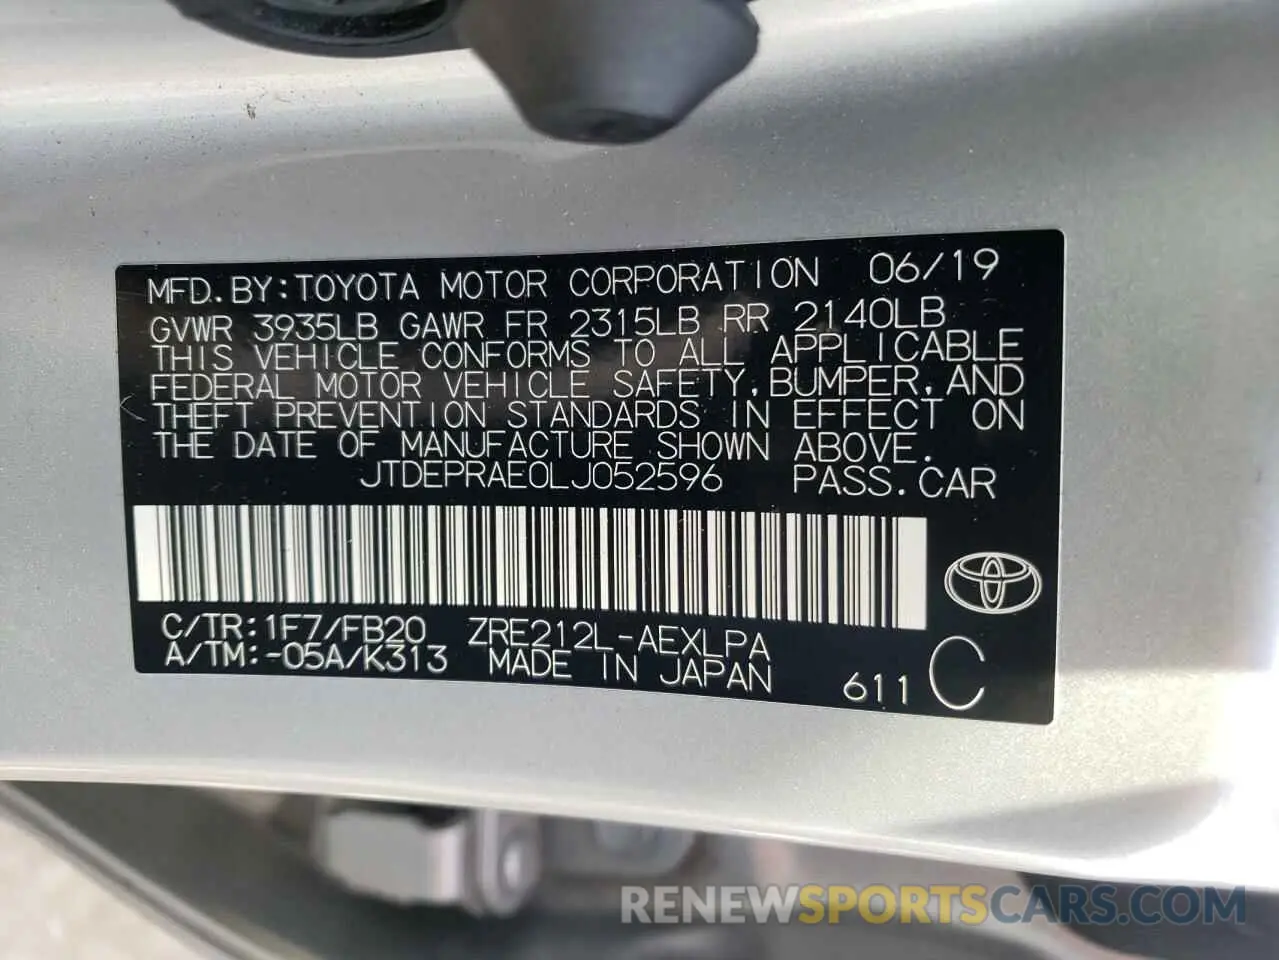 MFD.BY:TOYOTA MOTOR CORPORATION 06/19
GVWR 3935LB GAWR FR 2315LB RR 2140LB
THIS VEHICLE CONFORMS TO ALL APPLICABLE
FEDERAL MOTOR VEHICLE SAFETY,BUMPER,AND
THEFT PREVENTION STANDARDS IN EFFECT ON
THE DATE OF MANUFACTURE SHOWN ABOVE.
JTDEPRAE0LJ052596 PASS.CAR
C/TR:1F7/FB20 ZRE212L-AEXLPA
A/TM:-05A/K313 MADE IN JAPAN 611 C
RENEWSPORTSCARS.COM